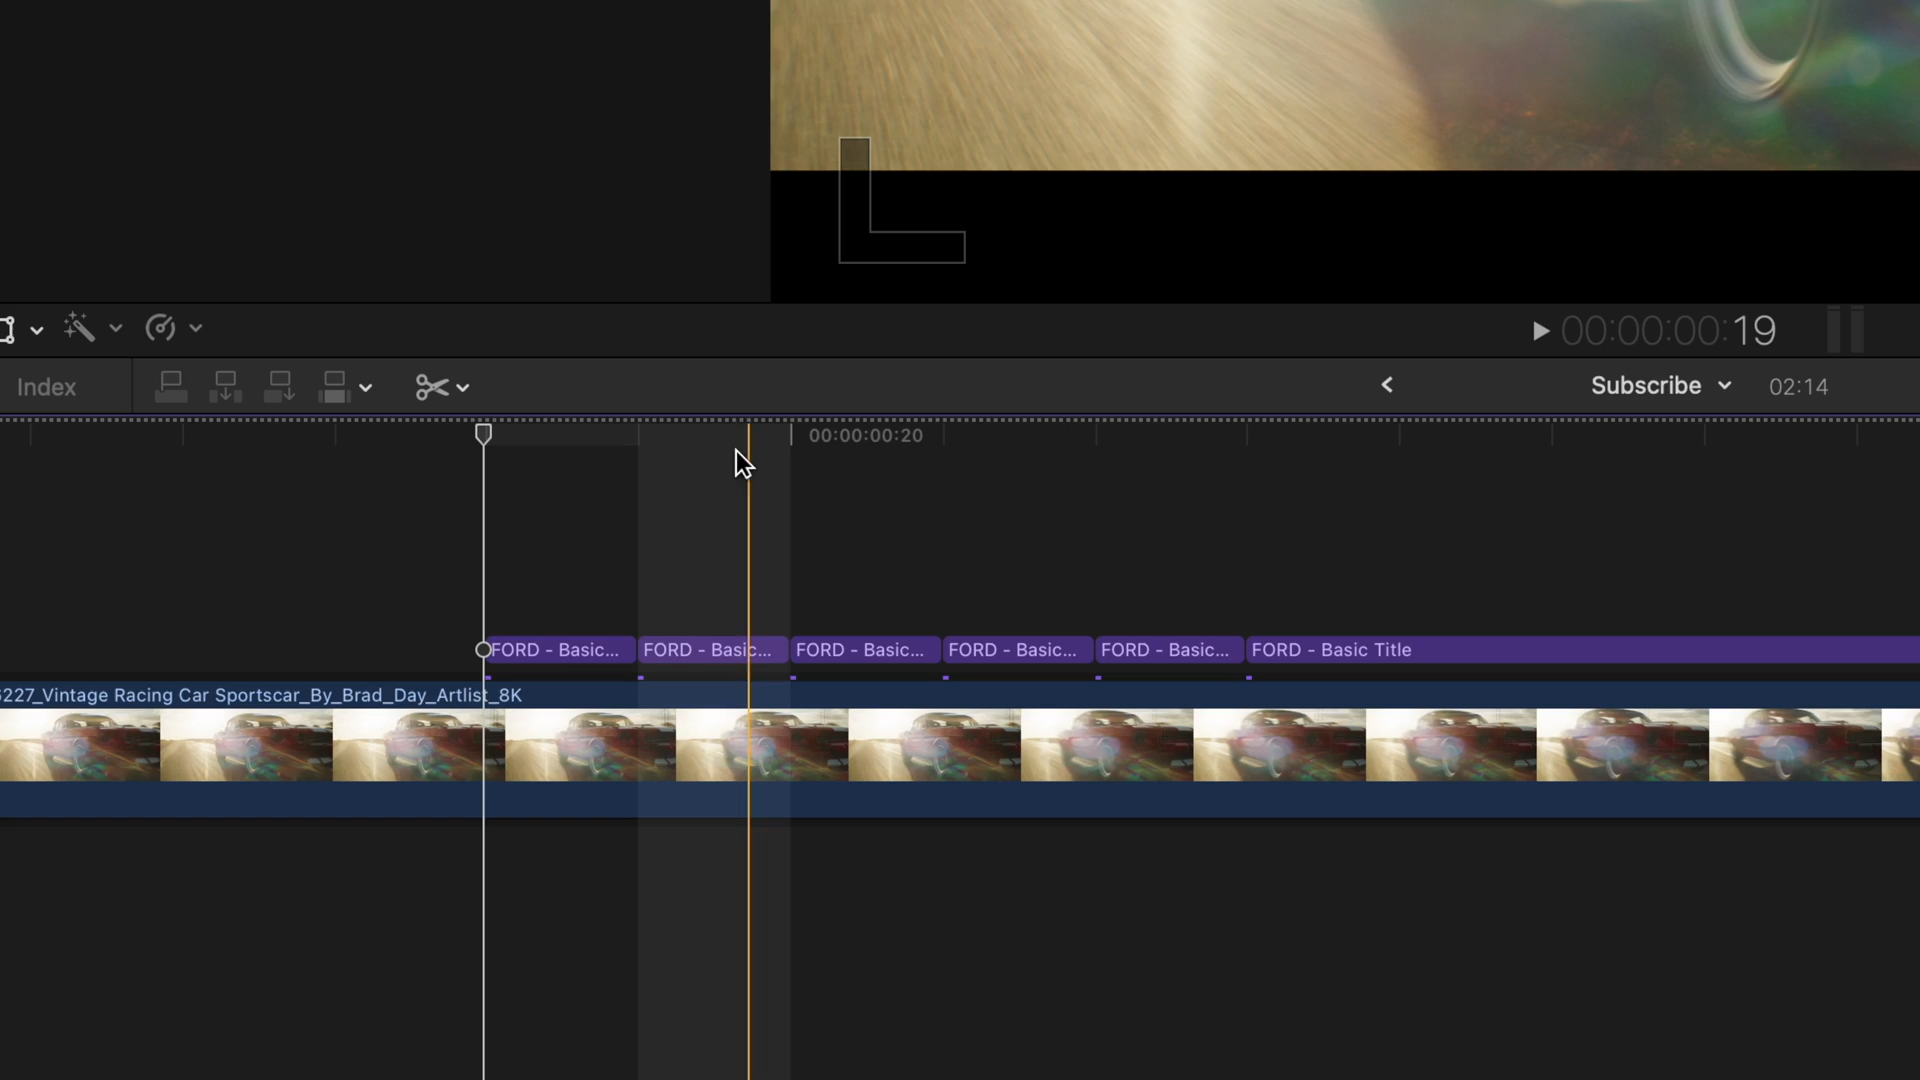 00:00:00:19
Index
Subscribe
02:14
00:00:00:20
FORD - Basic...
FORD - Basic...
FORD - Basic...
FORD - Basic...
FORD - Basic...
FORD - Basic Title
6227_Vintage Racing Car Sportscar_By_Brad_Day_Artlist_8K